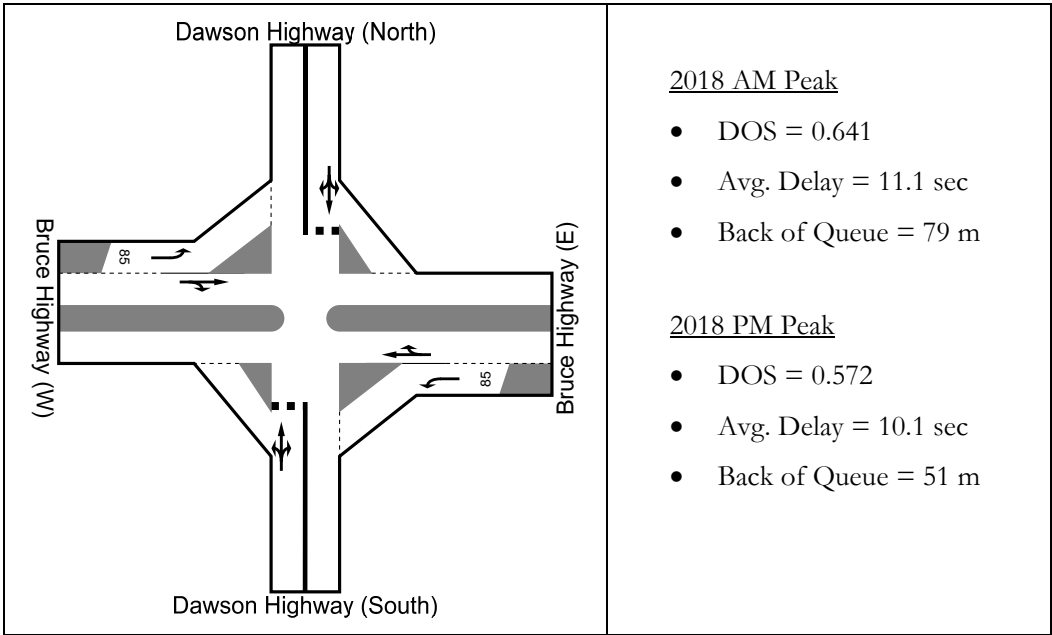 Dawson Highway (North)
Bruce Highway (W)
85
Bruce Highway (E)
85
Dawson Highway (South)
2018 AM Peak
• DOS = 0.641
• Avg. Delay = 11.1 sec
• Back of Queue = 79 m
2018 PM Peak
• DOS = 0.572
• Avg. Delay = 10.1 sec
• Back of Queue = 51 m